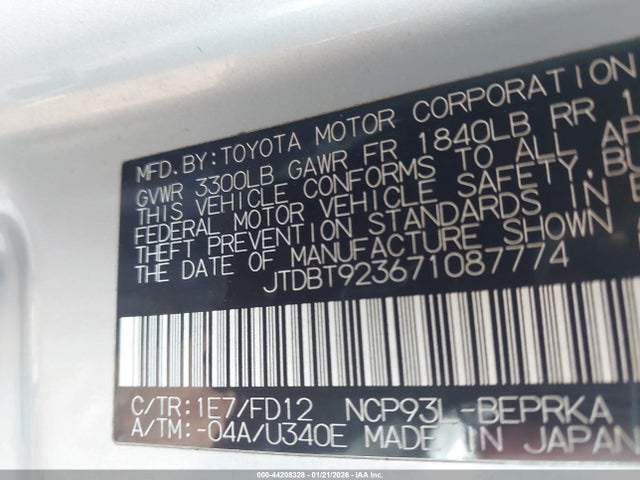 MFD. BY: TOYOTA MOTOR CORPORATION
GVWR 3300LB GAWR FR 1840LB RR
THIS VEHICLE CONFORMS TO ALL
FEDERAL MOTOR VEHICLE SAFETY,
THEFT PREVENTION STANDARDS IN
THE DATE OF MANUFACTURE SHOWN
JTDBT923671087774
C/TR:1E7/FD12 NCP93L-BEPRKA
A/TM:-04A/U340E MADE IN JAPAN
000-44208328 - 01/21/2026 - IAAI.COM